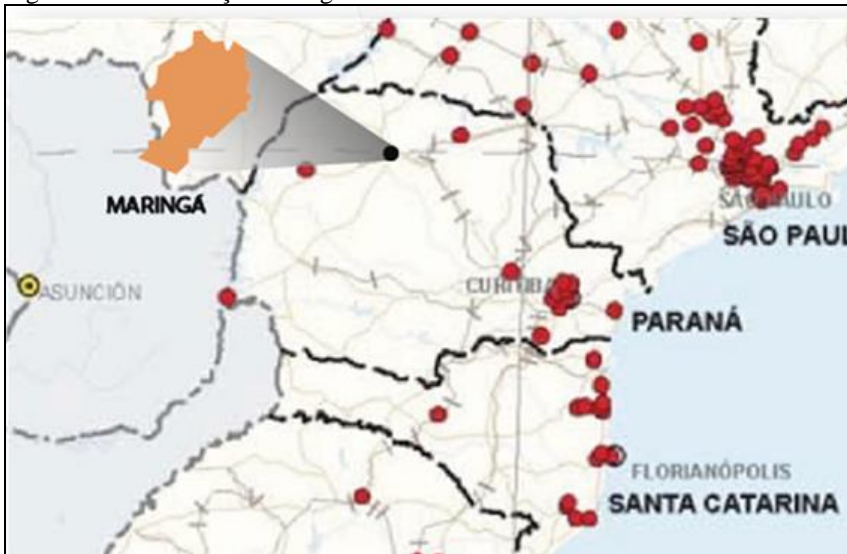 MARINGÁ
SÃO PAULO
SÃO PAUL
ASUNCIÓN
CURITIBA
PARANÁ
FLORIANÓPOLIS
SANTA CATARINA